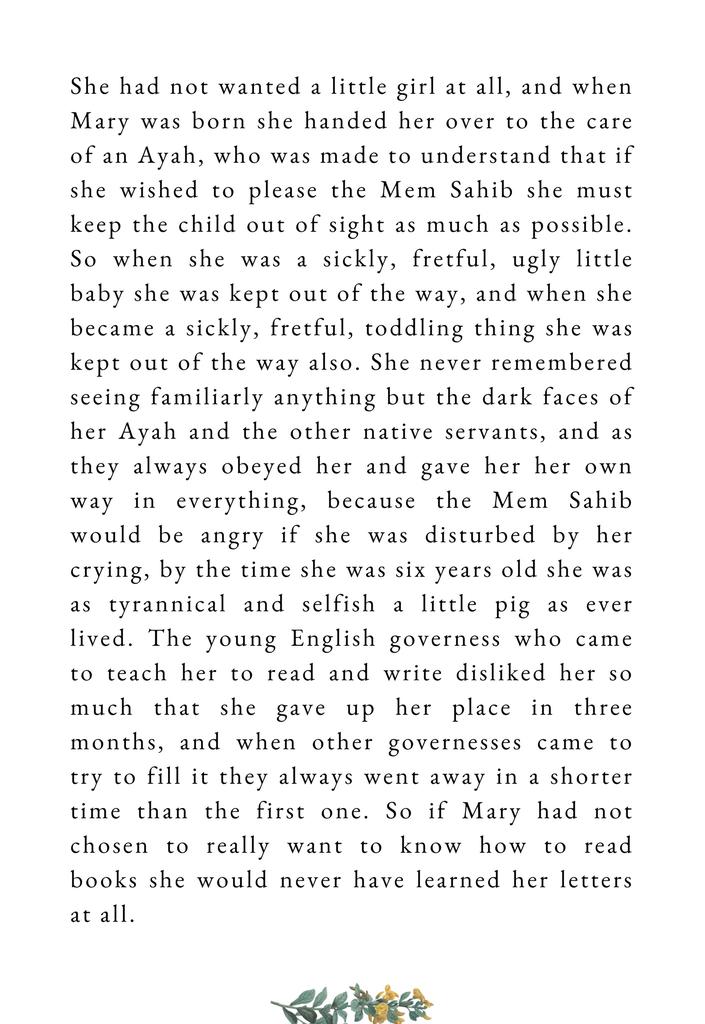 She had not wanted a little girl at all, and when
Mary was born she handed her over to the care
of an Ayah, who was made to understand that if
she wished to please the Mem Sahib she must
keep the child out of sight as much as possible.
So when she was a sickly, fretful, ugly little
baby she was kept out of the way, and when she
became a sickly, fretful, toddling thing she was
kept out of the way also. She never remembered
seeing familiarly anything but the dark faces of
her Ayah and the other native servants, and as
they always obeyed her and gave her her own
way in everything, because the Mem Sahib
would be angry if she was disturbed by her
crying, by the time she was six years old she was
as tyrannical and selfish a little pig as ever
lived. The young English governess who came
to teach her to read and write disliked her so
much that she gave up her place in three
months, and when other governesses came to
try to fill it they always went away in a shorter
time than the first one. So if Mary had not
chosen to really want to know how to read
books she would never have learned her letters
at all.